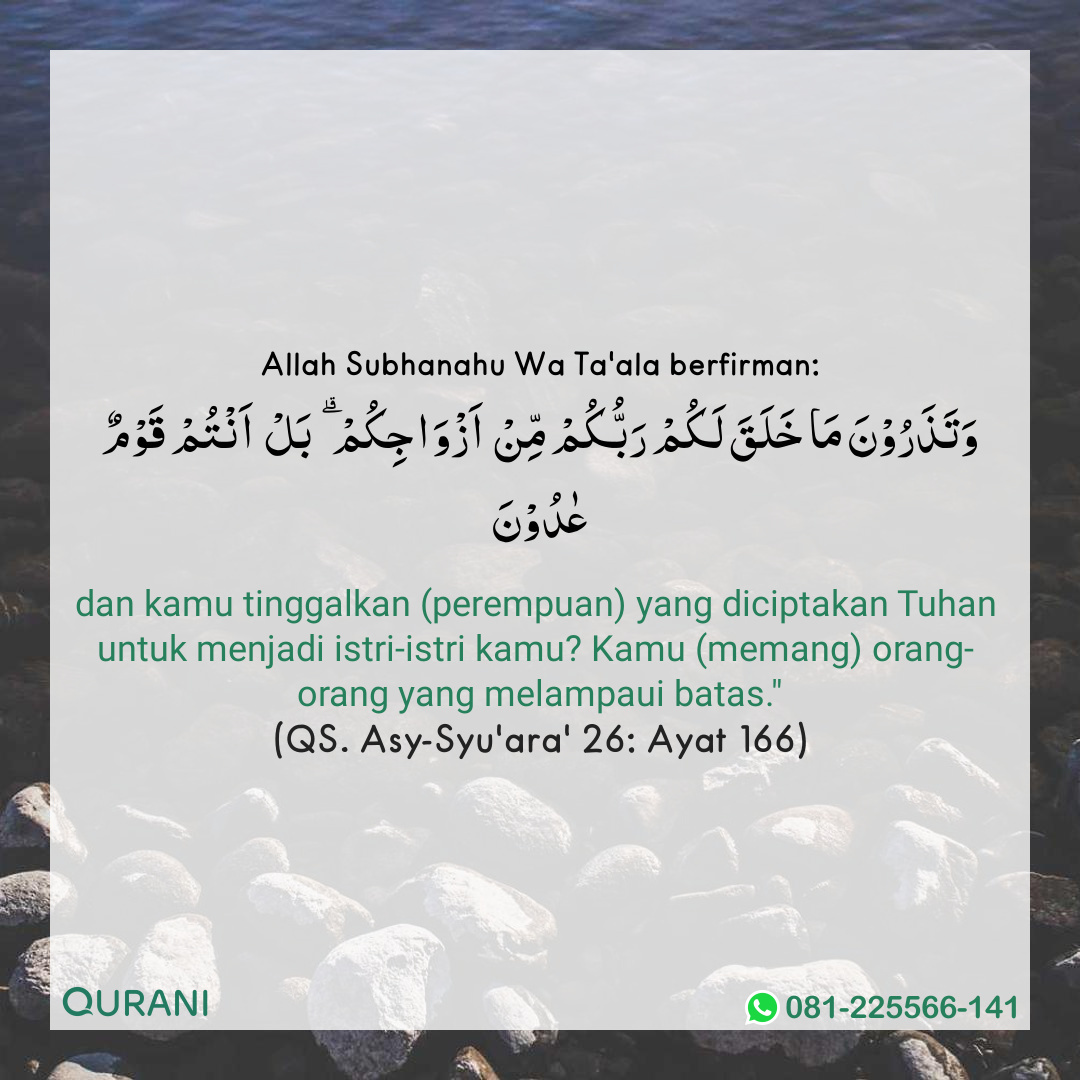 Allah Subhanahu Wa Ta'ala berfirman:
وَتَذَرُوْنَ مَا خَلَقَ لَكُمْ رَبُّكُمْ مِّنْ اَزْوَا جِكُمْ ۗ بَلْ اَنْـتُمْ قَوْمٌ
عٰدُوْنَ
dan kamu tinggalkan (perempuan) yang diciptakan Tuhan
untuk menjadi istri-istri kamu? Kamu (memang) orang-
orang yang melampaui batas."
(QS. Asy-Syu'ara' 26: Ayat 166)
QURANI
081-225566-141